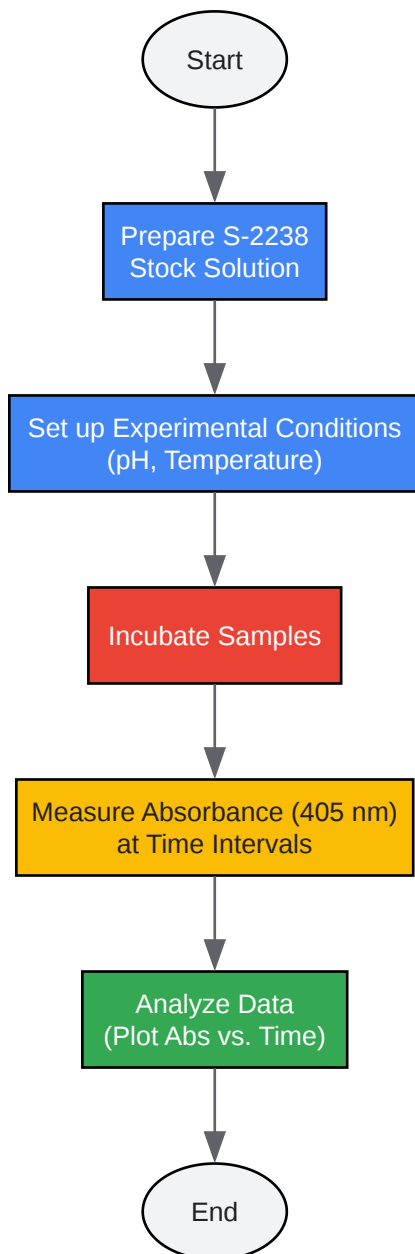 Start
Prepare S-2238
Stock Solution
Set up Experimental Conditions
(pH, Temperature)
Incubate Samples
Measure Absorbance (405 nm)
at Time Intervals
Analyze Data
(Plot Abs vs. Time)
End